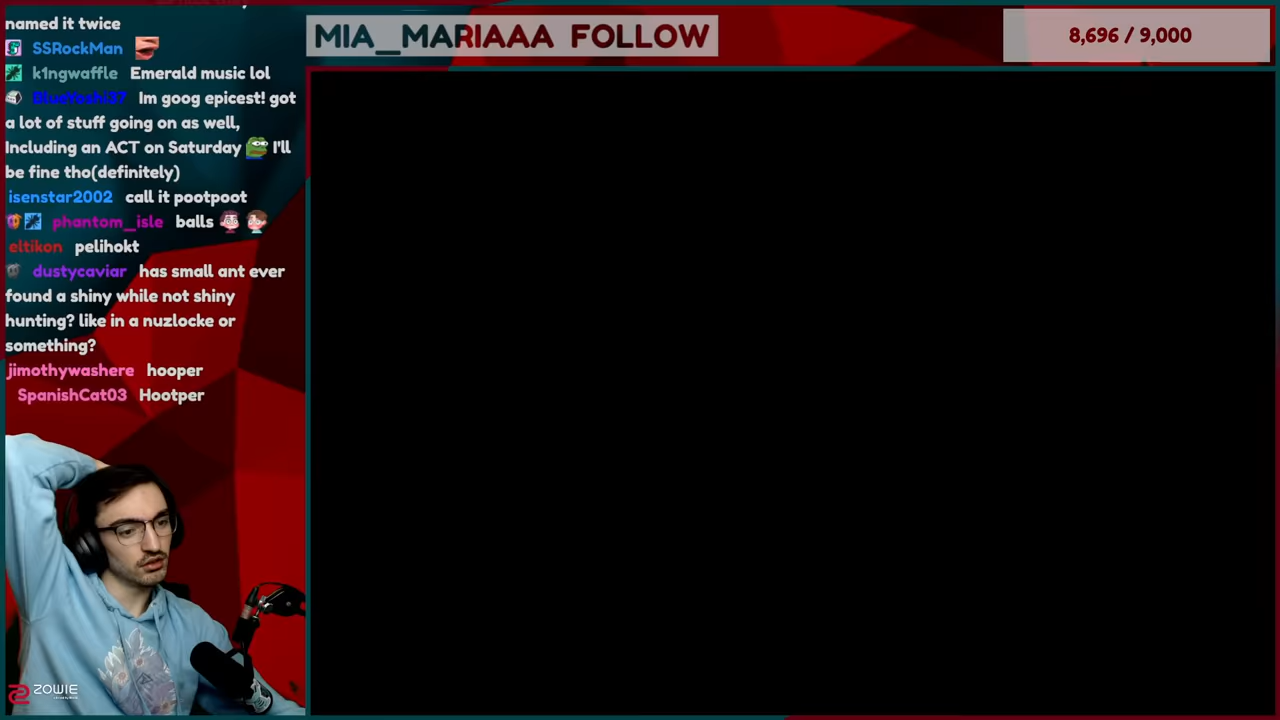 named it twice
SSRockMan
k1ngwaffle Emerald music lol
BlueYoshi37 Im goog epicest! got
a lot of stuff going on as well,
Including an ACT on Saturday I'll
be fine tho(definitely)
isenstar2002 call it pootpoot
phantom_isle balls
eltikon pelihokt
dustycaviar has small ant ever
found a shiny while not shiny
hunting? like in a nuzlocke or
something?
jimothywashere hooper
SpanishCat03 Hootper
MIA_MARIAAA FOLLOW
8,696 / 9,000
ZOWIE